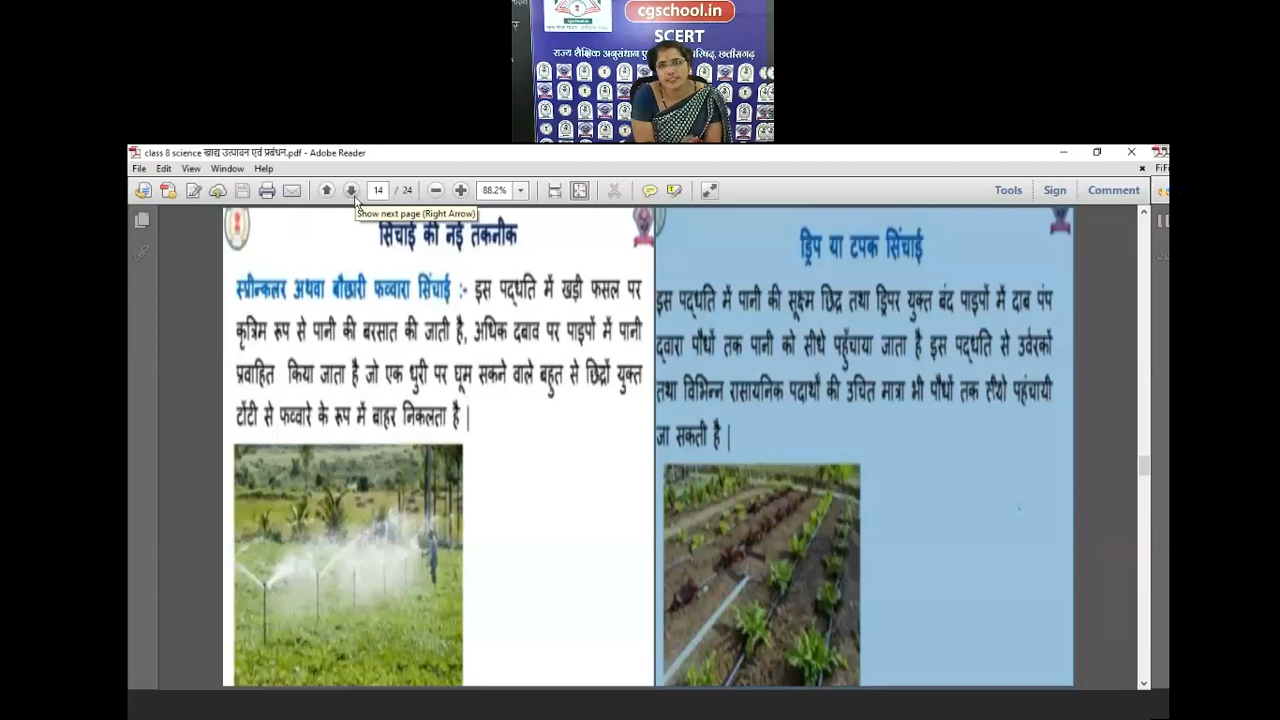 cgschool.in
SCERT
राज्य शैक्षिक अनुसंधान ए
रिषद, छत्तीसगढ़
class 8 science खाद्य उत्पादन एवं प्रबंधन.pdf - Adobe Reader
File Edit View Window Help
14 / 24 88.2% Tools Sign Comment
Show next page (Right Arrow)
सिंचाई की नई तकनीक
स्प्रीन्कलर अथवा बौछारी फव्वारा सिंचाई :- इस पद्धति में खड़ी फसल पर
कृत्रिम रूप से पानी की बरसात की जाती है, अधिक दबाव पर पाइपों में पानी
प्रवाहित किया जाता है जो एक धुरी पर घूम सकने वाले बहुत से छिद्रों युक्त
टोंटी से फव्वारे के रूप में बाहर निकलता है |
ड्रिप या टपक सिंचाई
इस पद्धति में पानी की सूक्ष्म छिद्र तथा ड्रिपर युक्त बंद पाइपों में दाब पंप
द्वारा पौधों तक पानी को सीधे पहुँचाया जाता है इस पद्धति से उर्वरकों
तथा विभिन्न रासायनिक पदार्थों की उचित मात्रा भी पौधों तक पहंचायी
जा सकती है |